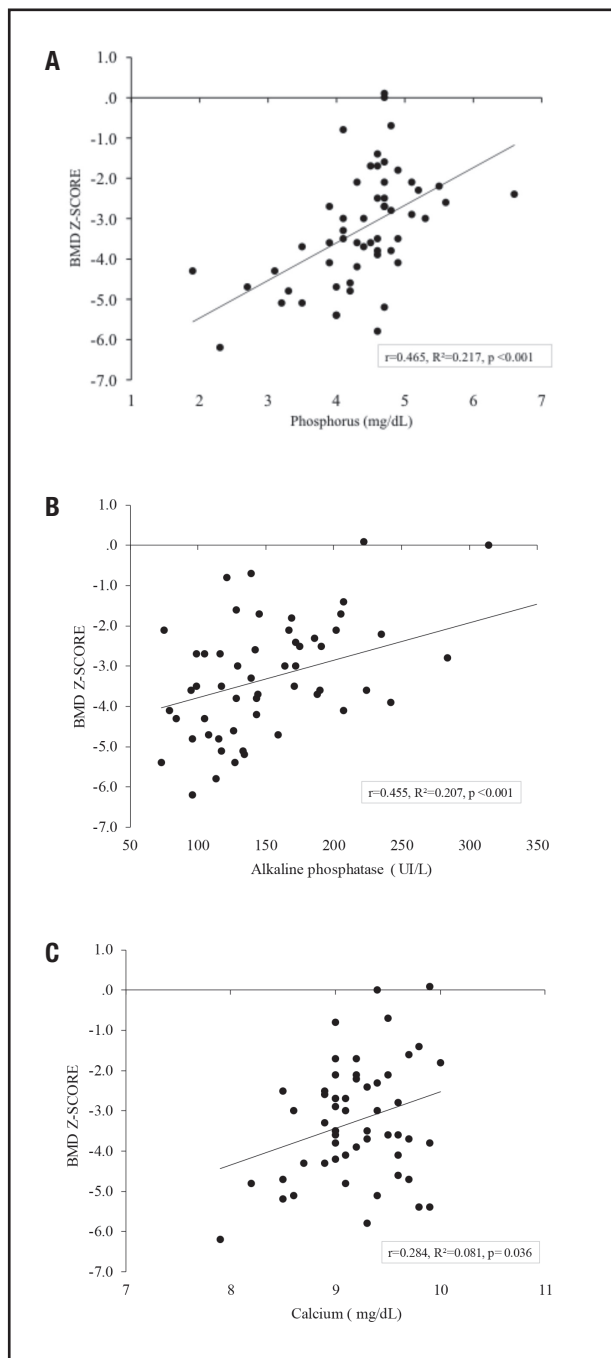 A
1.0
.0
-1.0
-2.0
-3.0
-4.0
-5.0
-6.0
-7.0
BMD Z-SCORE
r=0.465, R²=0.217, p <0.001
1 2 3 4 5 6 7
Phosphorus (mg/dL)
B
1.0
.0
-1.0
-2.0
-3.0
-4.0
-5.0
-6.0
-7.0
BMD Z-SCORE
r=0.455, R²=0.207, p <0.001
50 100 150 200 250 300 350
Alkaline phosphatase ( UI/L)
C
1.0
.0
-1.0
-2.0
-3.0
-4.0
-5.0
-6.0
-7.0
BMD Z-SCORE
r=0.284, R²=0.081, p= 0.036
7 8 9 10 11
Calcium ( mg/dL)